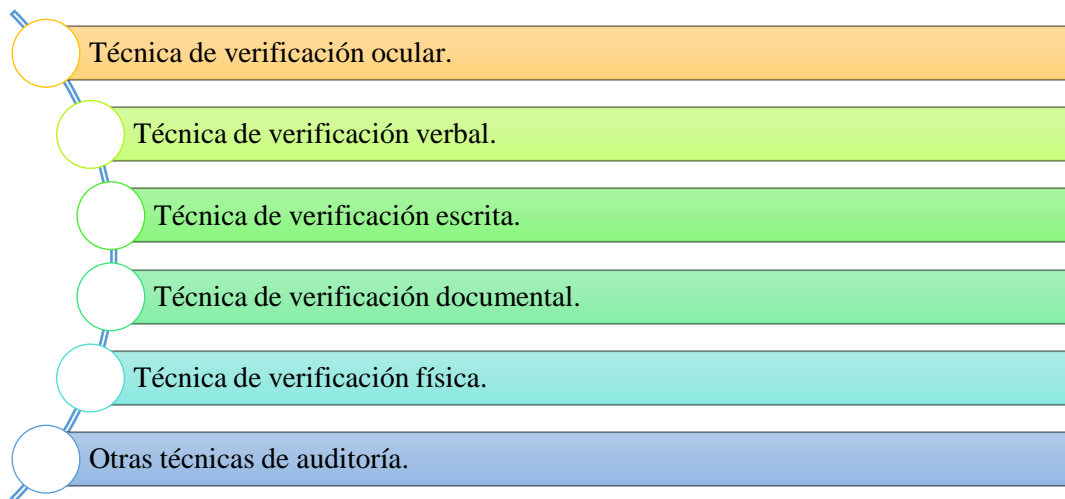 Técnica de verificación ocular.
Técnica de verificación verbal.
Técnica de verificación escrita.
Técnica de verificación documental.
Técnica de verificación física.
Otras técnicas de auditoría.